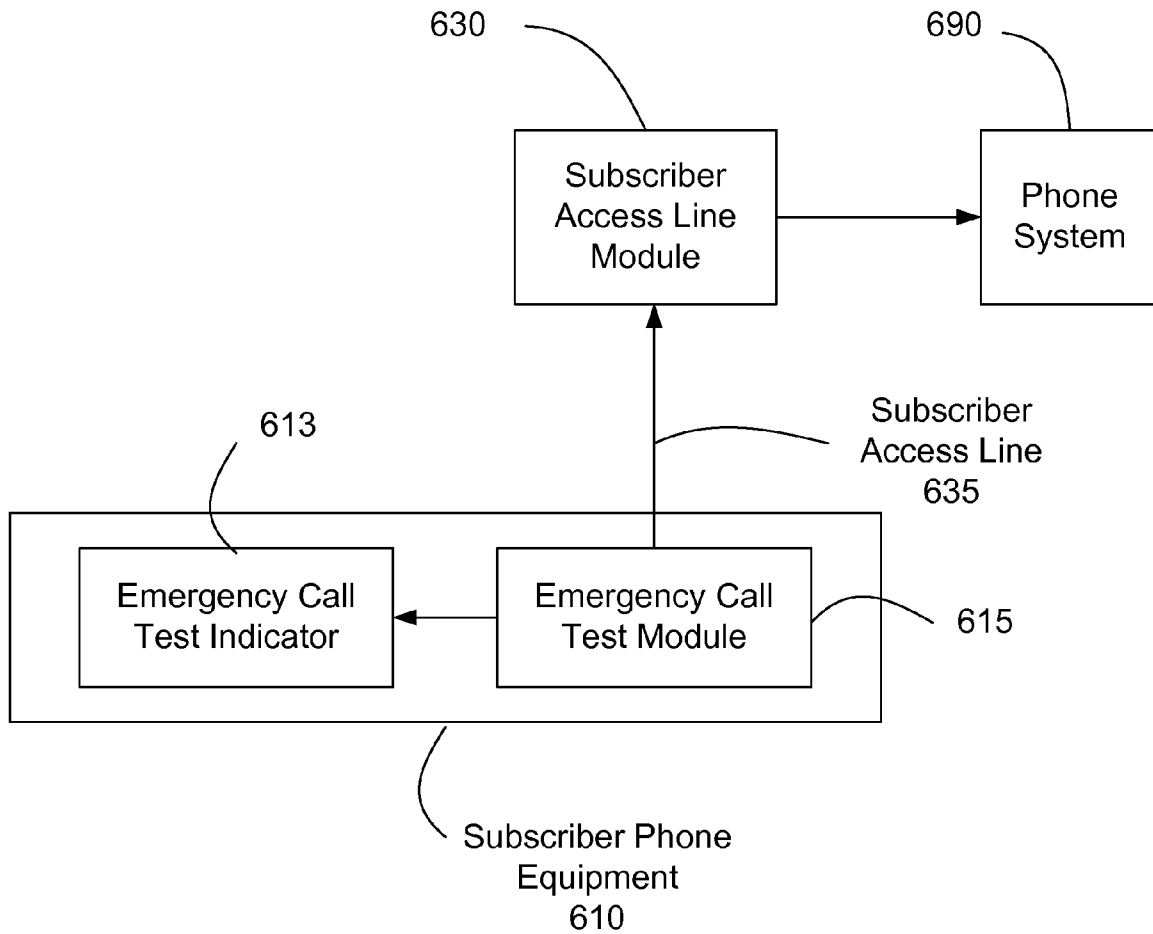 630
690
Subscriber
Access Line
Module
Phone
System
Subscriber
Access Line
635
613
Emergency Call
Test Indicator
Emergency Call
Test Module
615
Subscriber Phone
Equipment
610